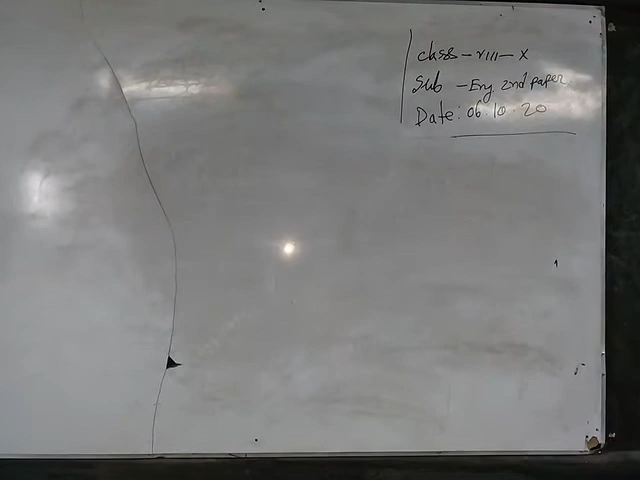 Class - VIII - X
Sub - Eng 2nd paper
Date: 06.10.20